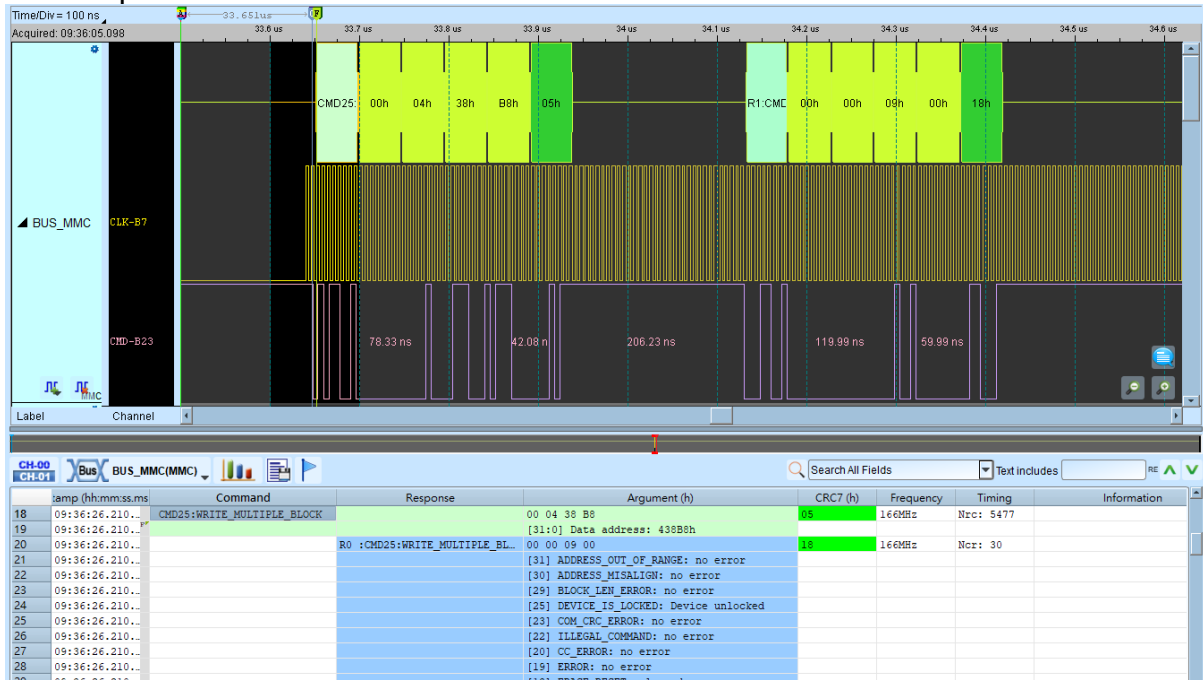 Time/Div = 100 ns
33.651us
F
Acquired: 09:36:05.098
33.6 us 33.7 us 33.8 us 33.9 us 34 us 34.1 us 34.2 us 34.3 us 34.4 us 34.5 us 34.6 us
CMD25: 00h 04h 38h B8h 05h R1:CME 00h 00h 09h 00h 18h
BUS_MMC CLK-B7
CMD-B23 78.33 ns 42.08 n 206.23 ns 119.99 ns 59.99 ns
MMC
Label Channel
CH-00
CH-01
Bus BUS_MMC(MMC) Search All Fields Text includes RE
:amp (hh:mm:ss.ms Command Response Argument (h) CRC7 (h) Frequency Timing Information
18 09:36:26.210.. CMD25:WRITE_MULTIPLE_BLOCK 00 04 38 B8 05 166MHz Nrc: 5477
19 09:36:26.210.. [31:0] Data address: 438B8h
20 09:36:26.210.. R0 :CMD25:WRITE_MULTIPLE_BL.. 00 00 09 00 18 166MHz Ncr: 30
21 09:36:26.210.. [31] ADDRESS_OUT_OF_RANGE: no error
22 09:36:26.210.. [30] ADDRESS_MISALIGN: no error
23 09:36:26.210.. [29] BLOCK_LEN_ERROR: no error
24 09:36:26.210.. [25] DEVICE_IS_LOCKED: Device unlocked
25 09:36:26.210.. [23] COM_CRC_ERROR: no error
26 09:36:26.210.. [22] ILLEGAL_COMMAND: no error
27 09:36:26.210.. [20] CC_ERROR: no error
28 09:36:26.210.. [19] ERROR: no error